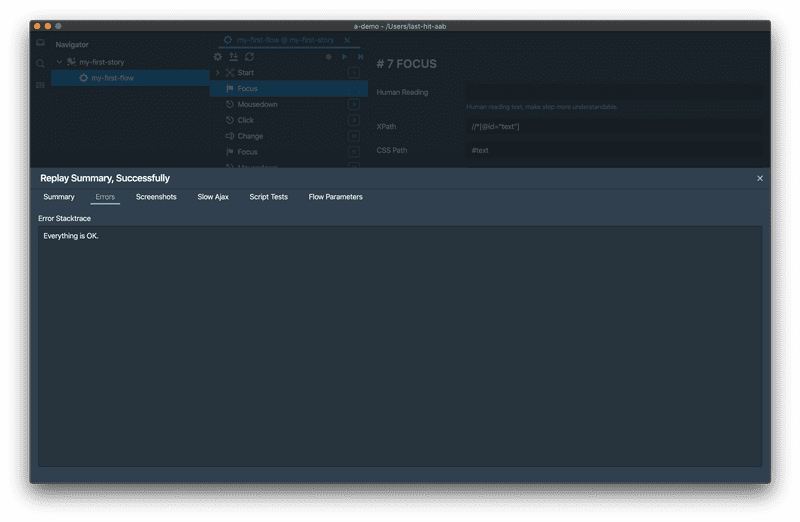 a-demo - /Users/last-hit-aab
Navigator
my-first-flow @ my-first-story
my-first-story
my-first-flow
Start
Focus
Mousedown
Click
Change
Focus
Mousedown
# 7 FOCUS
Human Reading
Human reading text, make step more understandable.
XPath
//*[@id="text"]
CSS Path
#text
Replay Summary, Successfully
Summary
Errors
Screenshots
Slow Ajax
Script Tests
Flow Parameters
Error Stacktrace
Everything is OK.